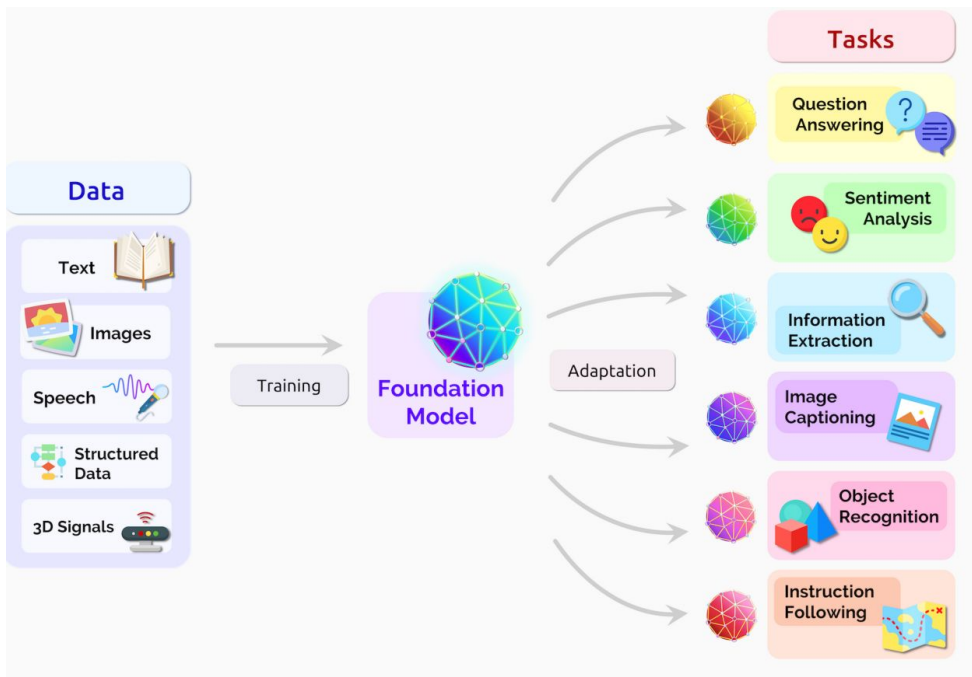 Data
Text
Images
Speech
Structured
Data
3D Signals
Training
Foundation
Model
Adaptation
Tasks
Question
Answering
?
Sentiment
Analysis
Information
Extraction
Image
Captioning
Object
Recognition
Instruction
Following